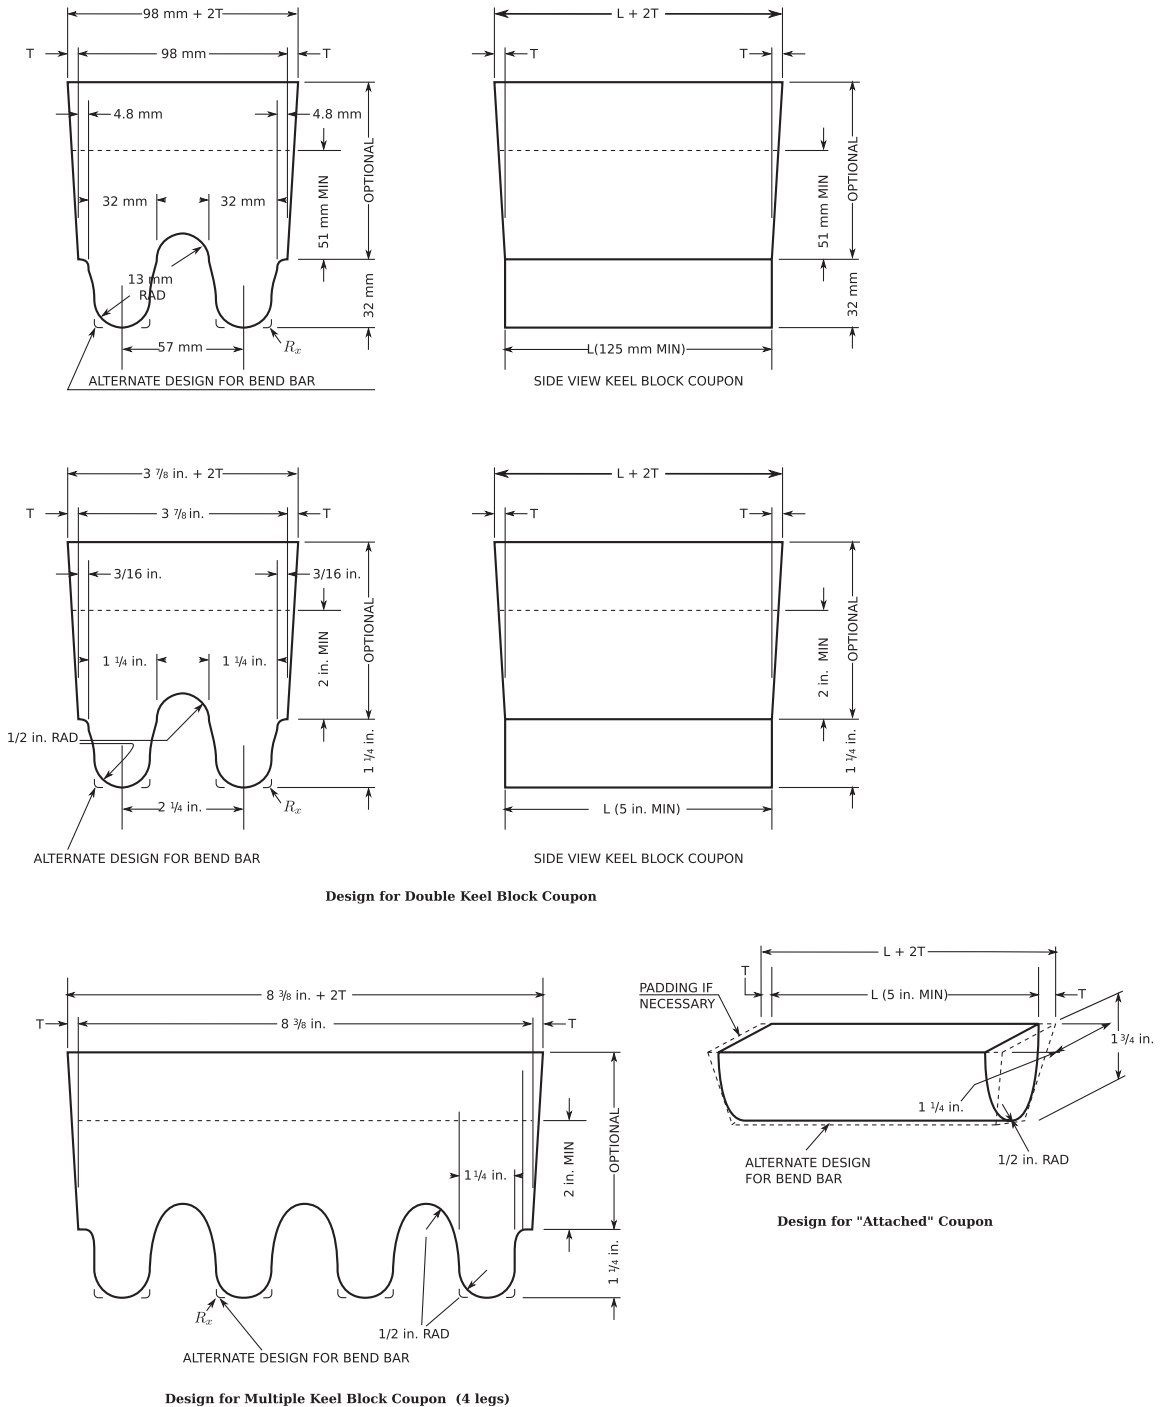 98 mm + 2T
L + 2T
T 98 mm T
T T
4.8 mm 4.8 mm
OPTIONAL
OPTIONAL
32 mm 32 mm
51 mm MIN
51 mm MIN
13 mm
RAD
32 mm
32 mm
57 mm
Rx
L(125 mm MIN)
ALTERNATE DESIGN FOR BEND BAR
SIDE VIEW KEEL BLOCK COUPON
3 7/8 in. + 2T
L + 2T
T 3 7/8 in. T
T T
3/16 in. 3/16 in.
OPTIONAL
OPTIONAL
1 1/4 in. 1 1/4 in.
2 in. MIN
2 in. MIN
1/2 in. RAD
1 1/4 in.
1 1/4 in.
2 1/4 in.
Rx
L (5 in. MIN)
ALTERNATE DESIGN FOR BEND BAR
SIDE VIEW KEEL BLOCK COUPON
Design for Double Keel Block Coupon
8 3/8 in. + 2T
T 8 3/8 in. T
OPTIONAL
1 1/4 in.
2 in. MIN
1 1/4 in.
Rx
1/2 in. RAD
ALTERNATE DESIGN FOR BEND BAR
Design for Multiple Keel Block Coupon (4 legs)
L + 2T
T
PADDING IF
NECESSARY
L (5 in. MIN)
T
1 3/4 in.
1 1/4 in.
ALTERNATE DESIGN
FOR BEND BAR
1/2 in. RAD
Design for "Attached" Coupon